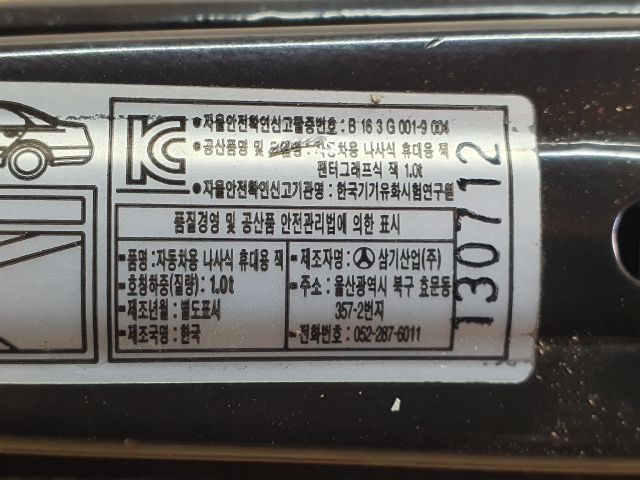 KC
• 자율안전확인신고필증번호 : B 16 3 G 001-9 004
• 공산품명 및 모델명 : 자동차용 나사식 휴대용 잭
팬터그래프식 잭 1.0t
• 자율안전확인신고기관명 : 한국기기유화시험연구원
품질경영 및 공산품 안전관리법에 의한 표시
▪ 품명 : 자동차용 나사식 휴대용 잭
▪ 호칭하중(질량) : 1.0t
▪ 제조년월 : 별도표시
▪ 제조국명 : 한국
▪ 제조자명 : 삼기산업(주)
▪ 주소 : 울산광역시 북구 효문동
357-2번지
▪ 전화번호 : 052-287-6011
130712